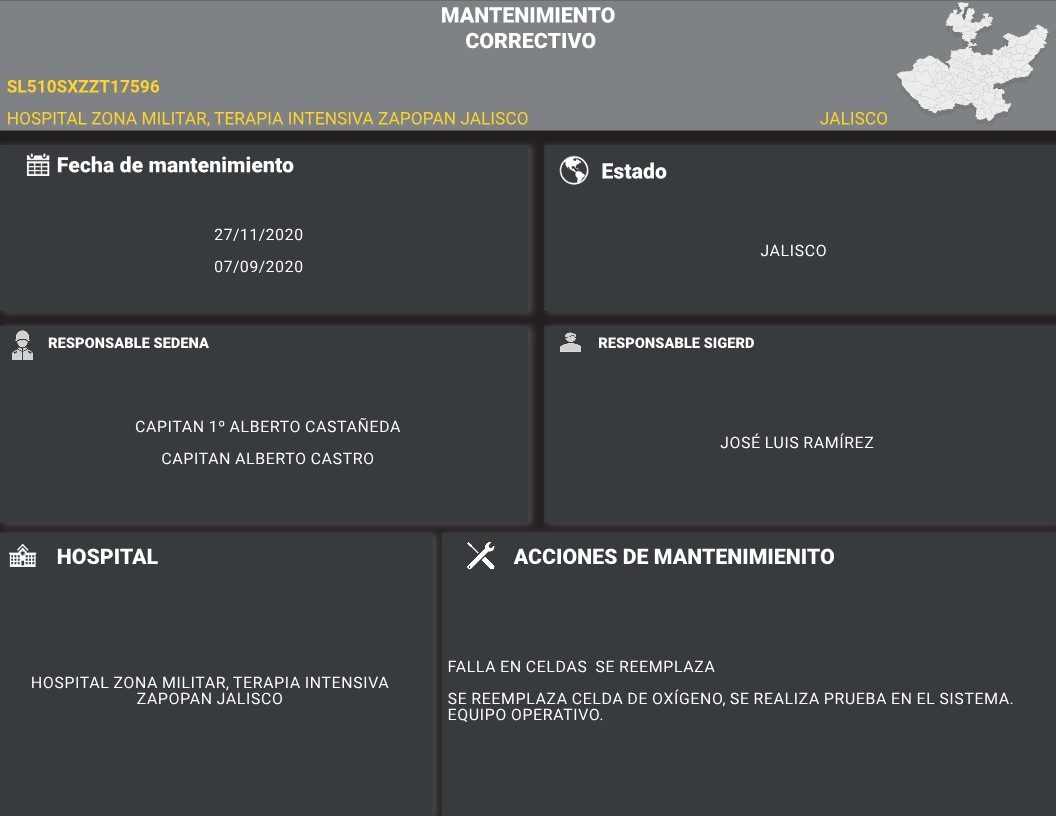 MANTENIMIENTO
CORRECTIVO
SL510SXZZT17596
HOSPITAL ZONA MILITAR, TERAPIA INTENSIVA ZAPOPAN JALISCO
JALISCO
Fecha de mantenimiento
27/11/2020
07/09/2020
Estado
JALISCO
RESPONSABLE SEDENA
CAPITAN 1º ALBERTO CASTAÑEDA
CAPITAN ALBERTO CASTRO
RESPONSABLE SIGERD
JOSÉ LUIS RAMÍREZ
HOSPITAL
HOSPITAL ZONA MILITAR, TERAPIA INTENSIVA
ZAPOPAN JALISCO
ACCIONES DE MANTENIMIENITO
FALLA EN CELDAS  SE REEMPLAZA
SE REEMPLAZA CELDA DE OXÍGENO, SE REALIZA PRUEBA EN EL SISTEMA.
EQUIPO OPERATIVO.